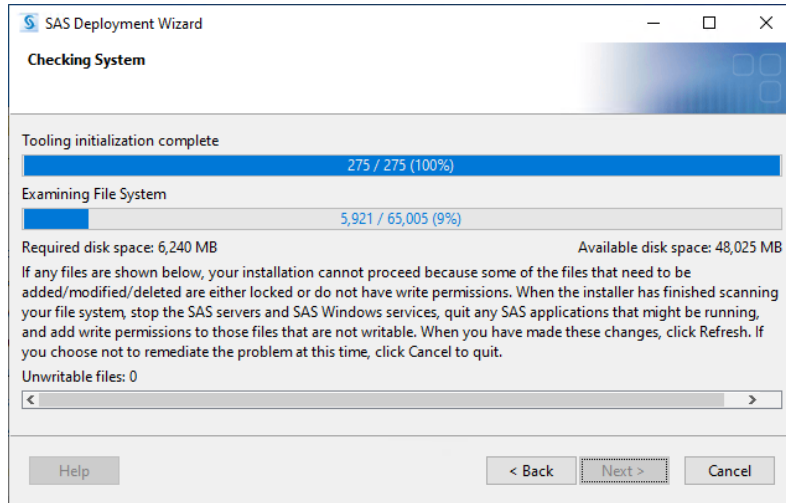 SAS Deployment Wizard
Checking System
Tooling initialization complete
275 / 275 (100%)
Examining File System
5,921 / 65,005 (9%)
Required disk space: 6,240 MB Available disk space: 48,025 MB
If any files are shown below, your installation cannot proceed because some of the files that need to be
added/modified/deleted are either locked or do not have write permissions. When the installer has finished scanning
your file system, stop the SAS servers and SAS Windows services, quit any SAS applications that might be running,
and add write permissions to those files that are not writable. When you have made these changes, click Refresh. If
you choose not to remediate the problem at this time, click Cancel to quit.
Unwritable files: 0
Help < Back Next > Cancel